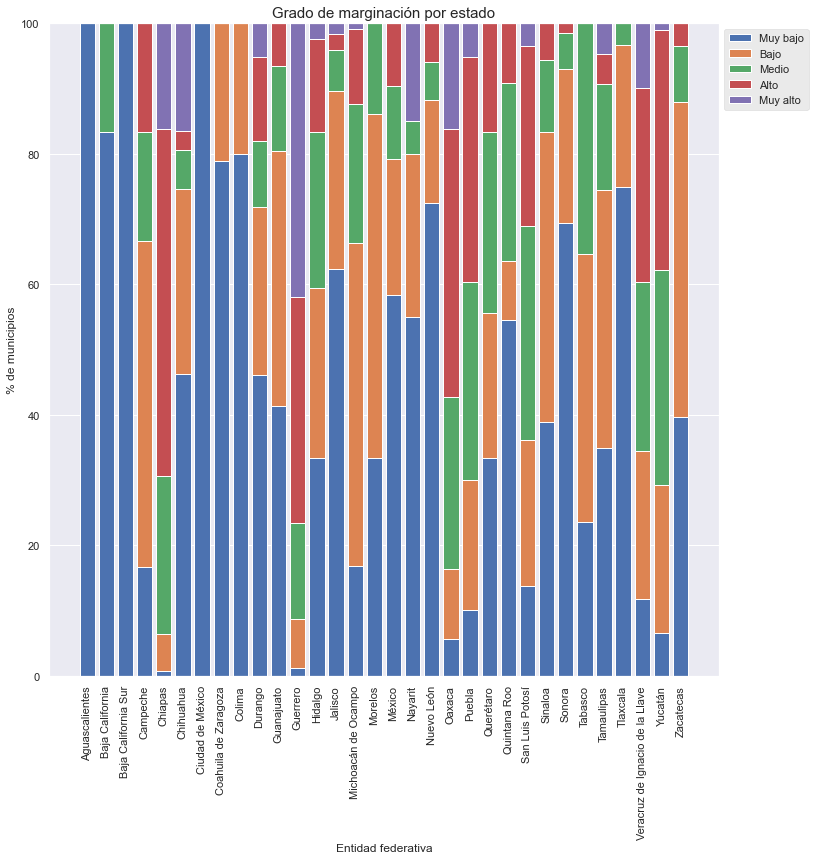 Grado de marginación por estado
Muy bajo
Bajo
Medio
Alto
Muy alto
% de municipios
100
80
60
40
20
0
Aguascalientes
Baja California
Baja California Sur
Campeche
Chiapas
Chihuahua
Ciudad de México
Coahuila de Zaragoza
Colima
Durango
Guanajuato
Guerrero
Hidalgo
Jalisco
Michoacán de Ocampo
Morelos
México
Nayarit
Nuevo León
Oaxaca
Puebla
Querétaro
Quintana Roo
San Luis Potosí
Sinaloa
Sonora
Tabasco
Tamaulipas
Tlaxcala
Veracruz de Ignacio de la Llave
Yucatán
Zacatecas
Entidad federativa